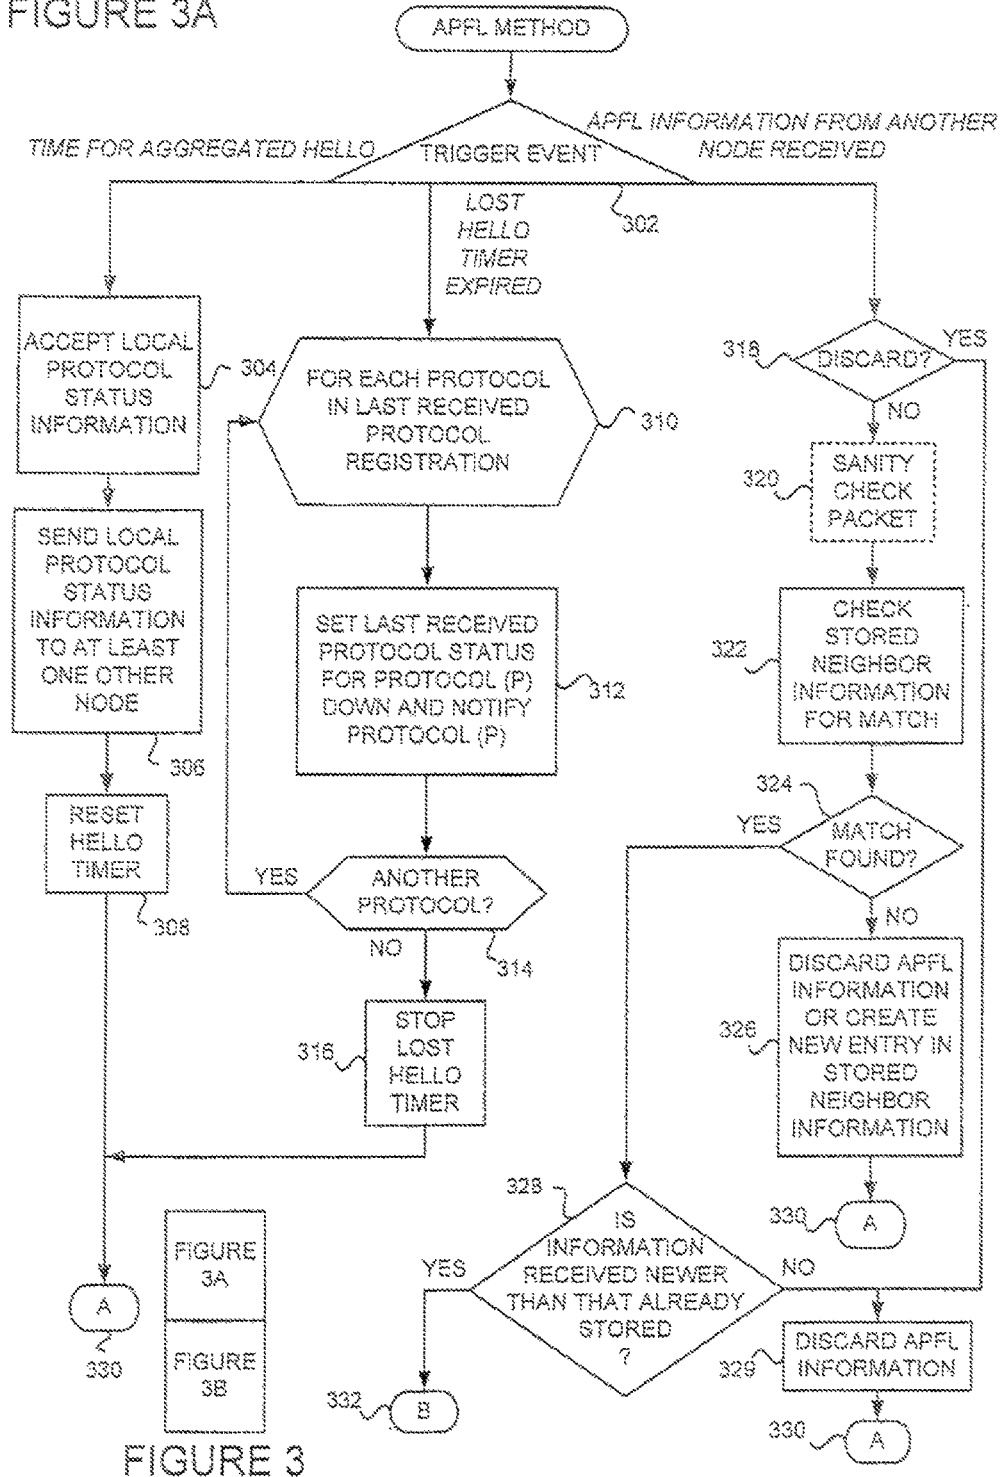 FIGURE 3A
APFL METHOD
TRIGGER EVENT
TIME FOR AGGREGATED HELLO
APFL INFORMATION FROM ANOTHER
NODE RECEIVED
LOST
HELLO
TIMER
EXPIRED
302
ACCEPT LOCAL
PROTOCOL
STATUS
INFORMATION
304
SEND LOCAL
PROTOCOL
STATUS
INFORMATION
TO AT LEAST
ONE OTHER
NODE
306
RESET
HELLO
TIMER
308
FOR EACH PROTOCOL
IN LAST RECEIVED
PROTOCOL
REGISTRATION
310
SET LAST RECEIVED
PROTOCOL STATUS
FOR PROTOCOL (P)
DOWN AND NOTIFY
PROTOCOL (P)
312
YES
ANOTHER
PROTOCOL?
NO
314
STOP
LOST
HELLO
TIMER
316
318
DISCARD?
YES
NO
SANITY
CHECK
PACKET
320
CHECK
STORED
NEIGHBOR
INFORMATION
FOR MATCH
322
324
YES
MATCH
FOUND?
NO
DISCARD APFL
INFORMATION
OR CREATE
NEW ENTRY IN
STORED
NEIGHBOR
INFORMATION
326
330
A
328
IS
INFORMATION
RECEIVED NEWER
THAN THAT ALREADY
STORED
?
YES
NO
DISCARD APFL
INFORMATION
329
332
B
330
A
A
330
FIGURE
3A
FIGURE
3B
FIGURE 3